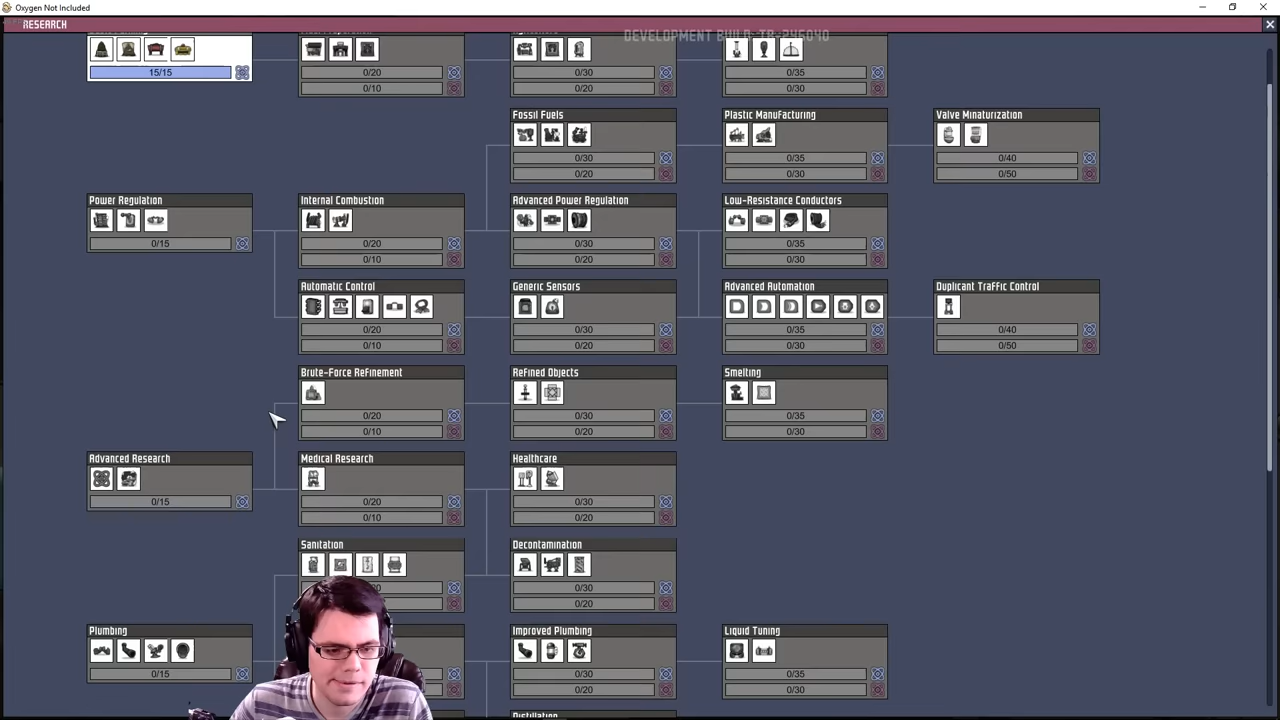 Oxygen Not Included
RESEARCH
DEVELOPMENT BUILD: TR-246040
15/15
0/20
0/10
0/30
0/20
0/35
0/30
Fossil Fuels
0/30
0/20
Plastic Manufacturing
0/35
0/30
Valve Minaturization
0/40
0/50
Power Regulation
0/15
Internal Combustion
0/20
0/10
Advanced Power Regulation
0/30
0/20
Low-Resistance Conductors
0/35
0/30
Automatic Control
0/20
0/10
Generic Sensors
0/30
0/20
Advanced Automation
0/35
0/30
Duplicant Traffic Control
0/40
0/50
Brute-Force Refinement
0/20
0/10
Refined Objects
0/30
0/20
Smelting
0/35
0/30
Advanced Research
0/15
Medical Research
0/20
0/10
Healthcare
0/30
0/20
Sanitation
Decontamination
0/30
0/20
Plumbing
0/15
Improved Plumbing
0/30
0/20
Liquid Tuning
0/35
0/30
Distillation